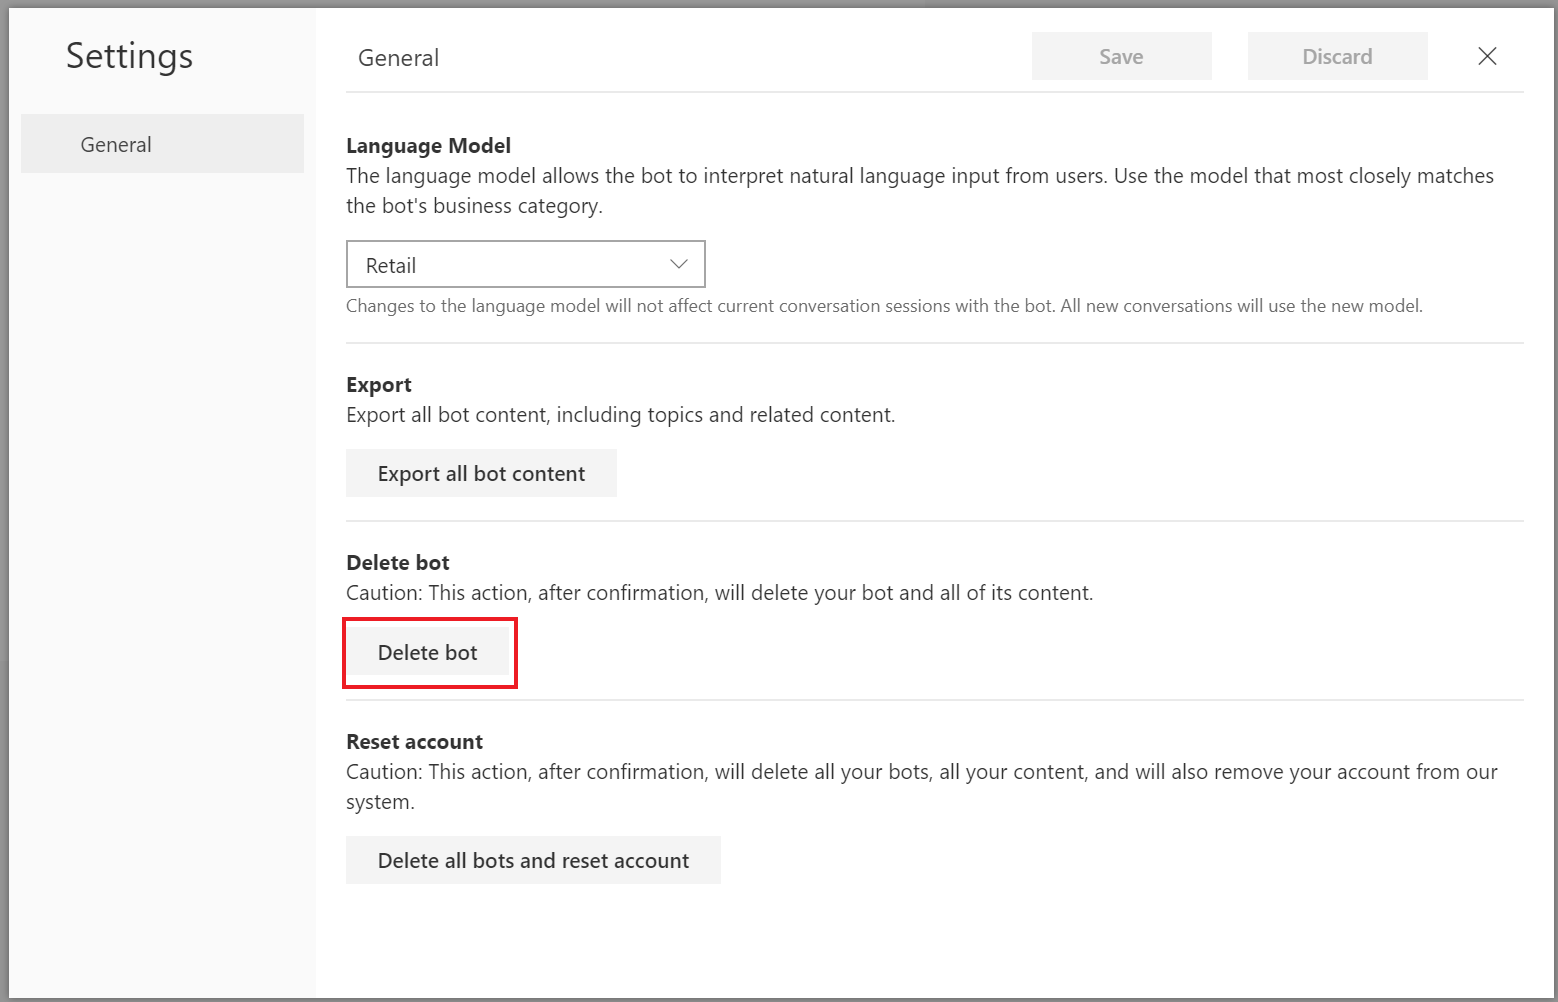 Settings
General
General
Save
Discard
Language Model
The language model allows the bot to interpret natural language input from users. Use the model that most closely matches
the bot's business category.
Retail
Changes to the language model will not affect current conversation sessions with the bot. All new conversations will use the new model.
Export
Export all bot content, including topics and related content.
Export all bot content
Delete bot
Caution: This action, after confirmation, will delete your bot and all of its content.
Delete bot
Reset account
Caution: This action, after confirmation, will delete all your bots, all your content, and will also remove your account from our
system.
Delete all bots and reset account